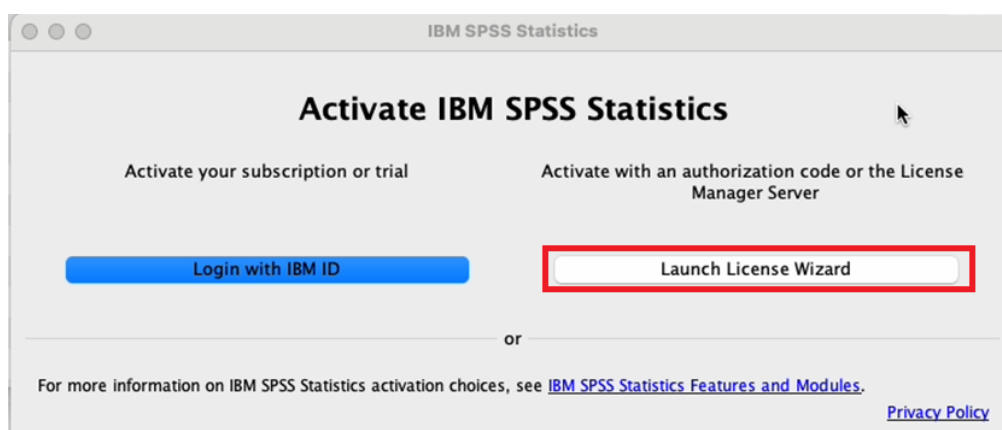 IBM SPSS Statistics
Activate IBM SPSS Statistics
Activate your subscription or trial
Activate with an authorization code or the License
Manager Server
Login with IBM ID
Launch License Wizard
or
For more information on IBM SPSS Statistics activation choices, see IBM SPSS Statistics Features and Modules.
Privacy Policy